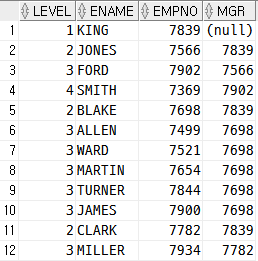 LEVEL ENAME EMPNO MGR
1 1 KING 7839 (null)
2 2 JONES 7566 7839
3 3 FORD 7902 7566
4 4 SMITH 7369 7902
5 2 BLAKE 7698 7839
6 3 ALLEN 7499 7698
7 3 WARD 7521 7698
8 3 MARTIN 7654 7698
9 3 TURNER 7844 7698
10 3 JAMES 7900 7698
11 2 CLARK 7782 7839
12 3 MILLER 7934 7782